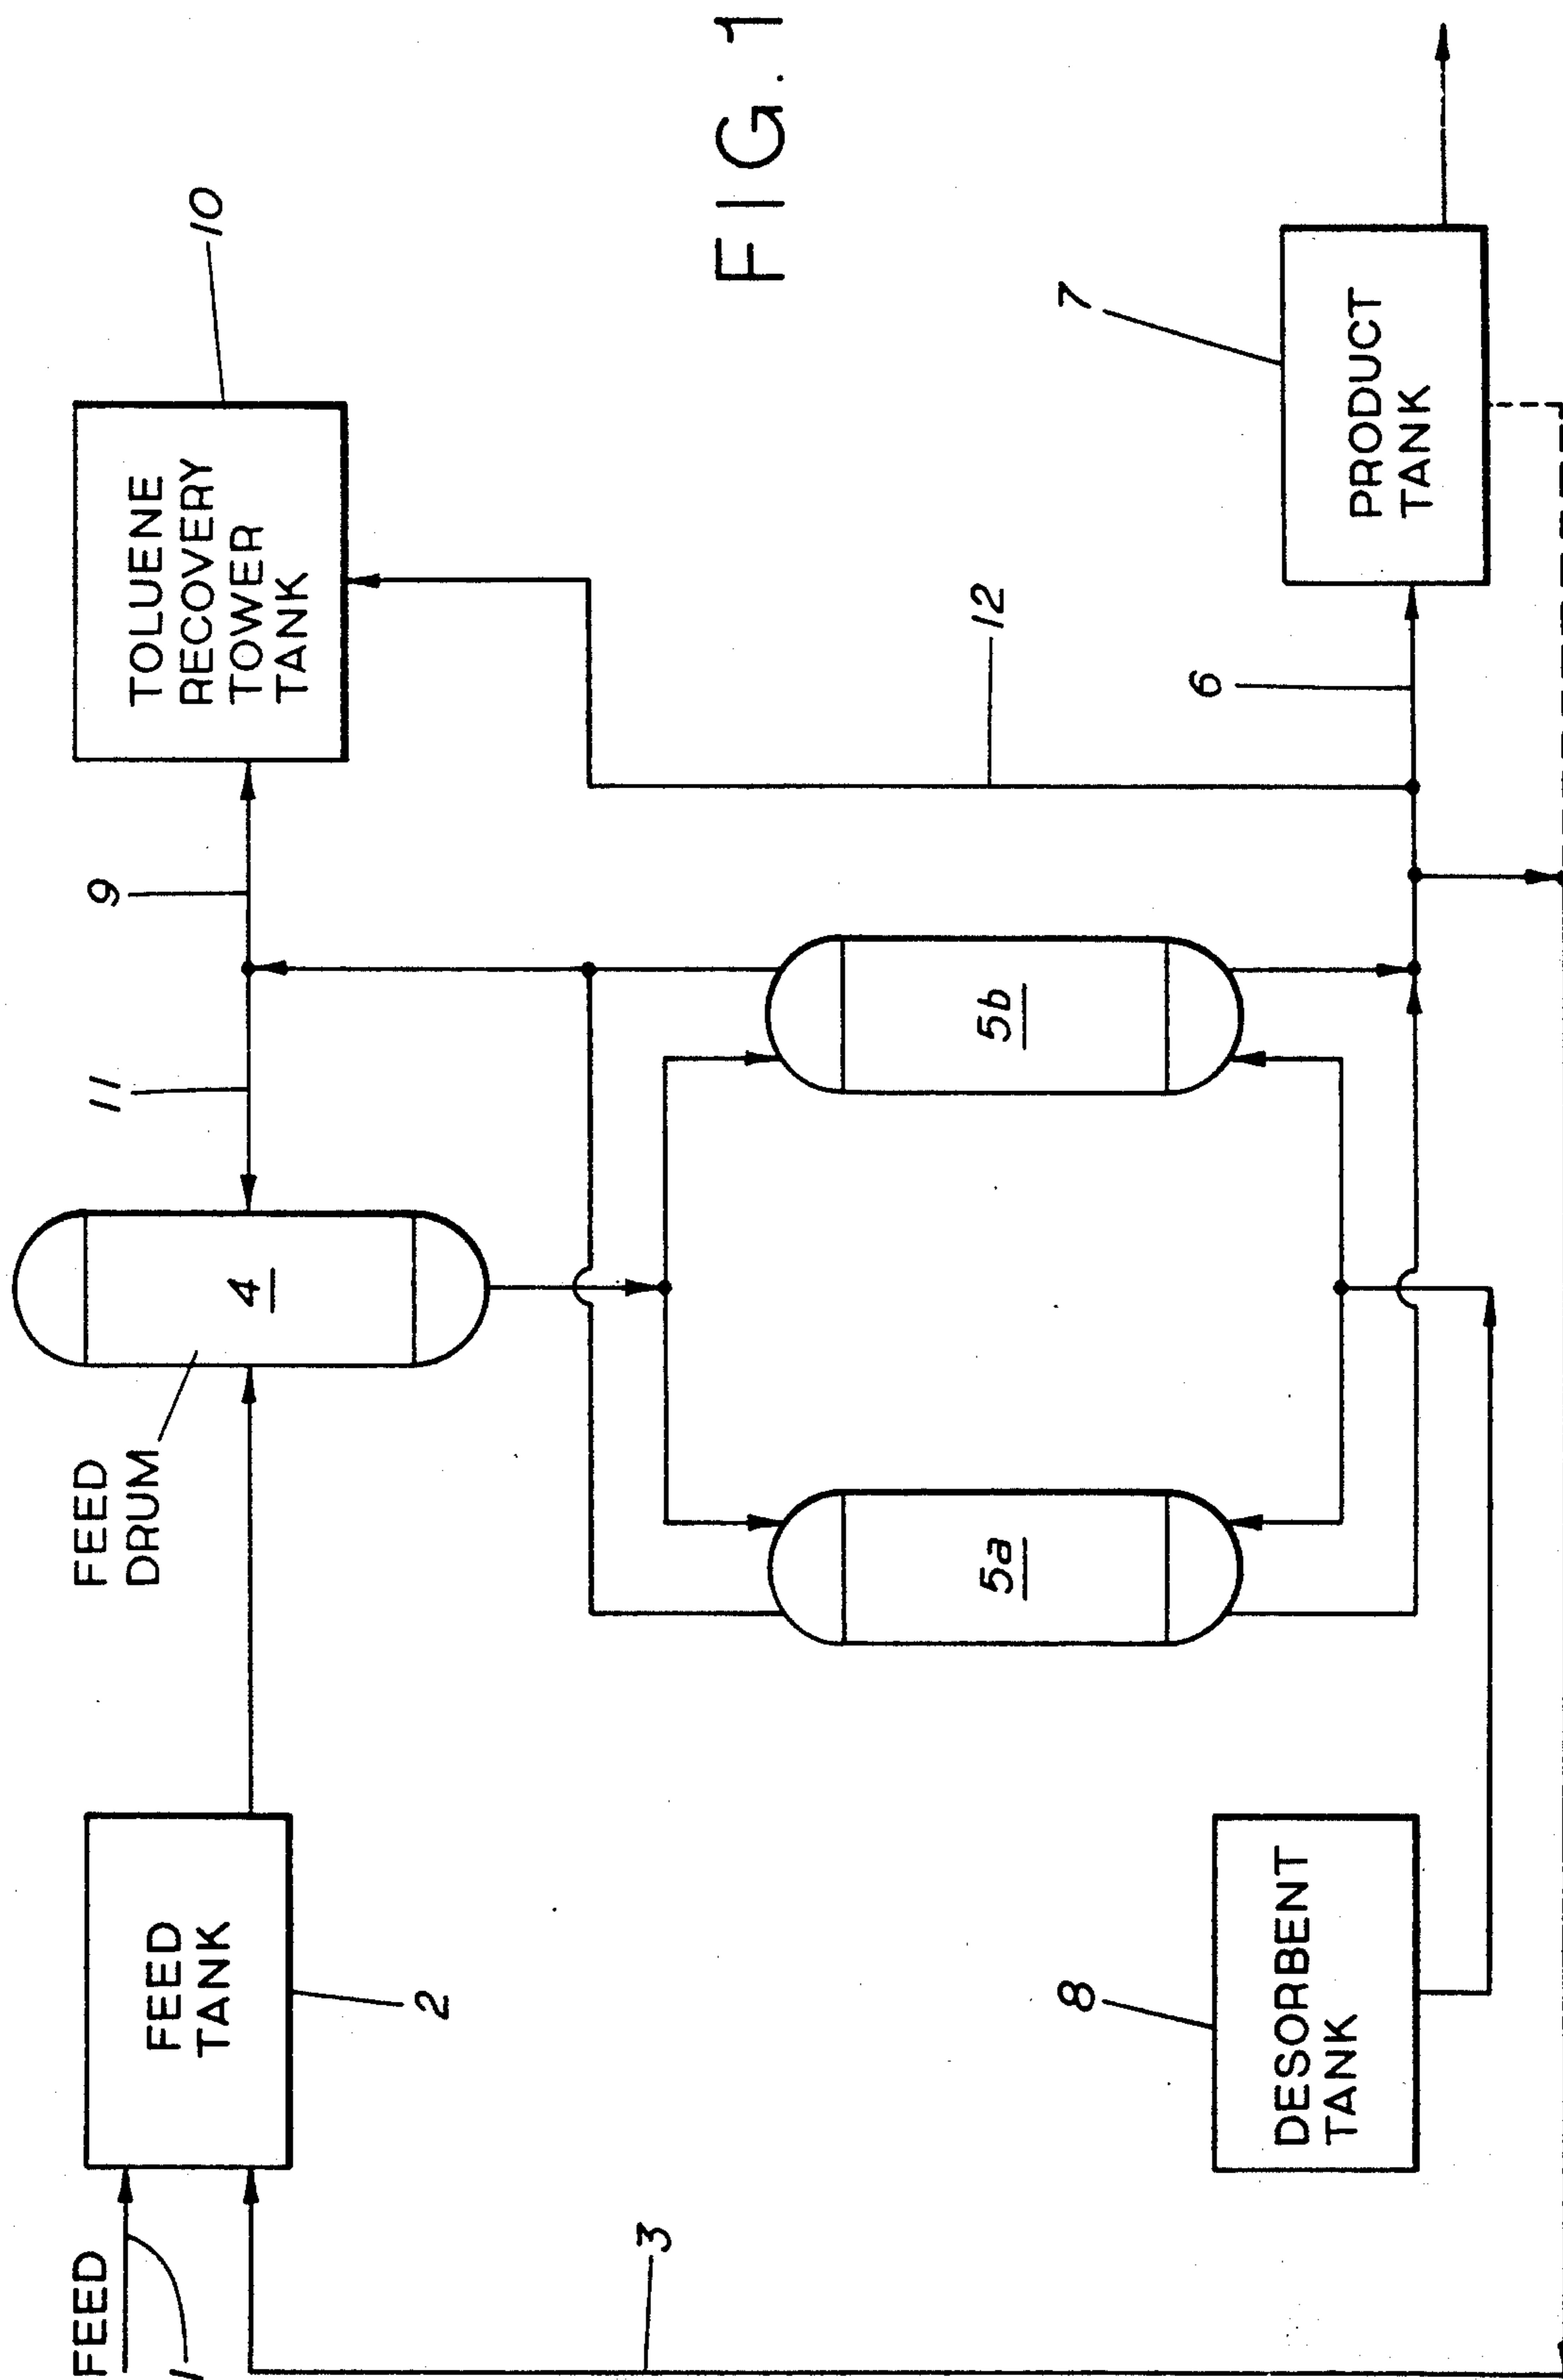 FIG. 1
FEED
1
FEED
TANK
2
3
FEED
DRUM
4
11
9
TOLUENE
RECOVERY
TOWER
TANK
10
5a
5b
12
DESORBENT
TANK
8
6
PRODUCT
TANK
7